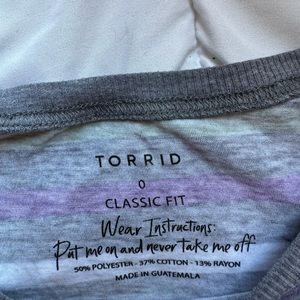 TORRID
0
CLASSIC FIT
Wear Instructions:
Put me on and never take me off
50% POLYESTER - 37% COTTON - 13% RAYON
MADE IN GUATEMALA